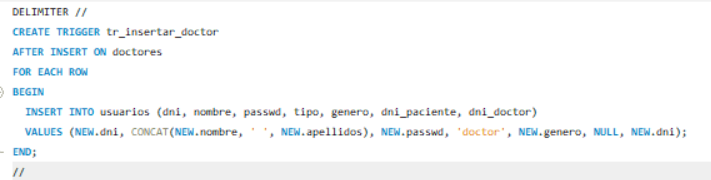 DELIMITER //
CREATE TRIGGER tr_insertar_doctor
AFTER INSERT ON doctores
FOR EACH ROW
BEGIN
INSERT INTO usuarios (dni, nombre, passwd, tipo, genero, dni_paciente, dni_doctor)
VALUES (NEW.dni, CONCAT(NEW.nombre, ' ', NEW.apellidos), NEW.passwd, 'doctor', NEW.genero, NULL, NEW.dni);
END;
//